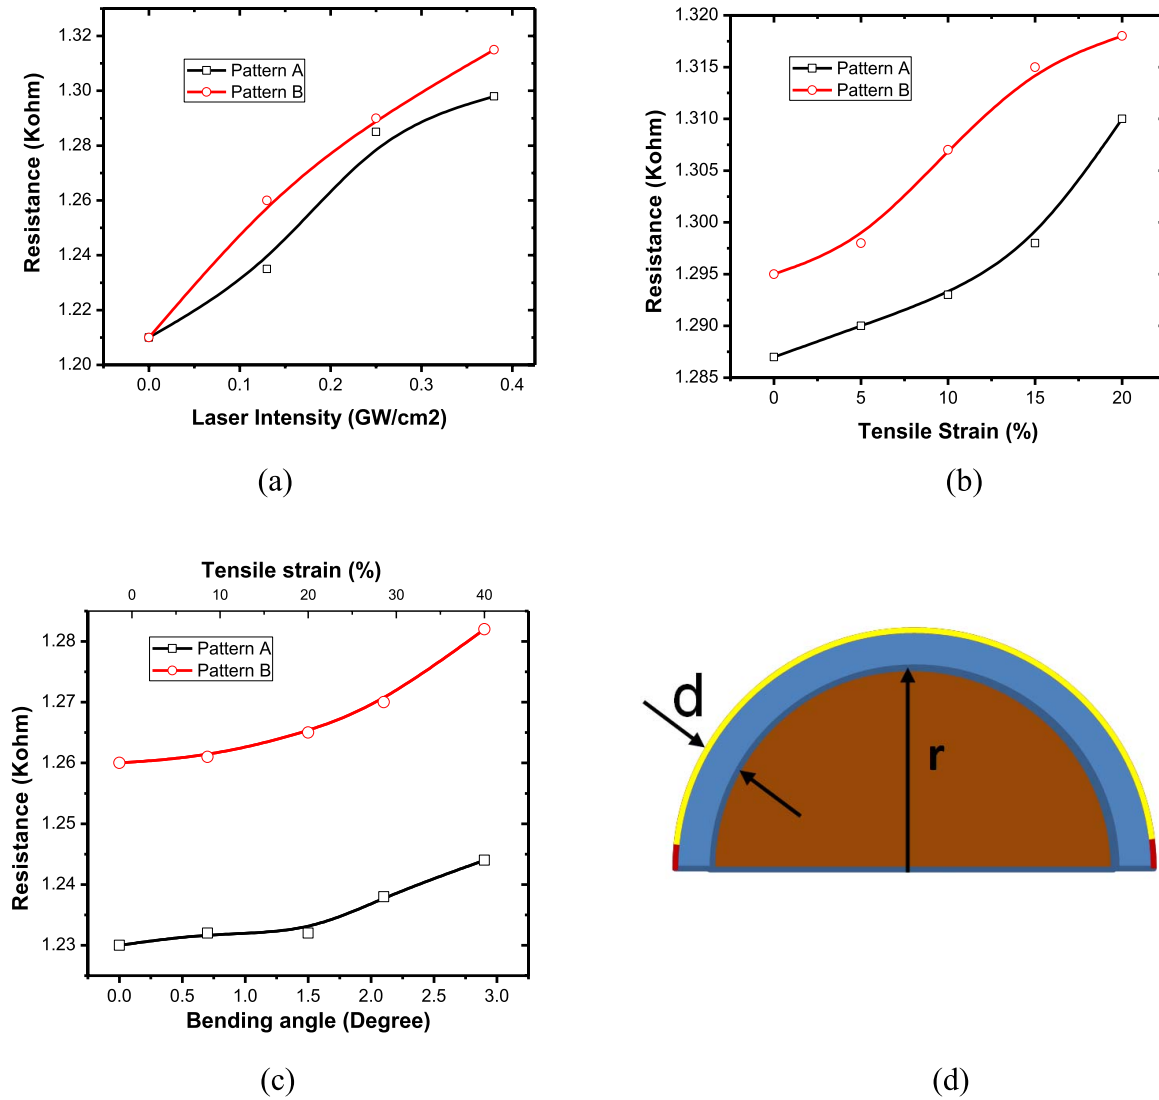 1.32
1.30
1.28
1.26
1.24
1.22
1.20
Resistance (Kohm)
Pattern A
Pattern B
0.0 0.1 0.2 0.3 0.4
Laser Intensity (GW/cm2)
(a)
1.320
1.315
1.310
1.305
1.300
1.295
1.290
1.285
Resistance (Kohm)
Pattern A
Pattern B
0 5 10 15 20
Tensile Strain (%)
(b)
Tensile strain (%)
0 10 20 30 40
1.28
1.27
1.26
1.25
1.24
1.23
Resistance (Kohm)
Pattern A
Pattern B
0.0 0.5 1.0 1.5 2.0 2.5 3.0
Bending angle (Degree)
(c)
d
r
(d)